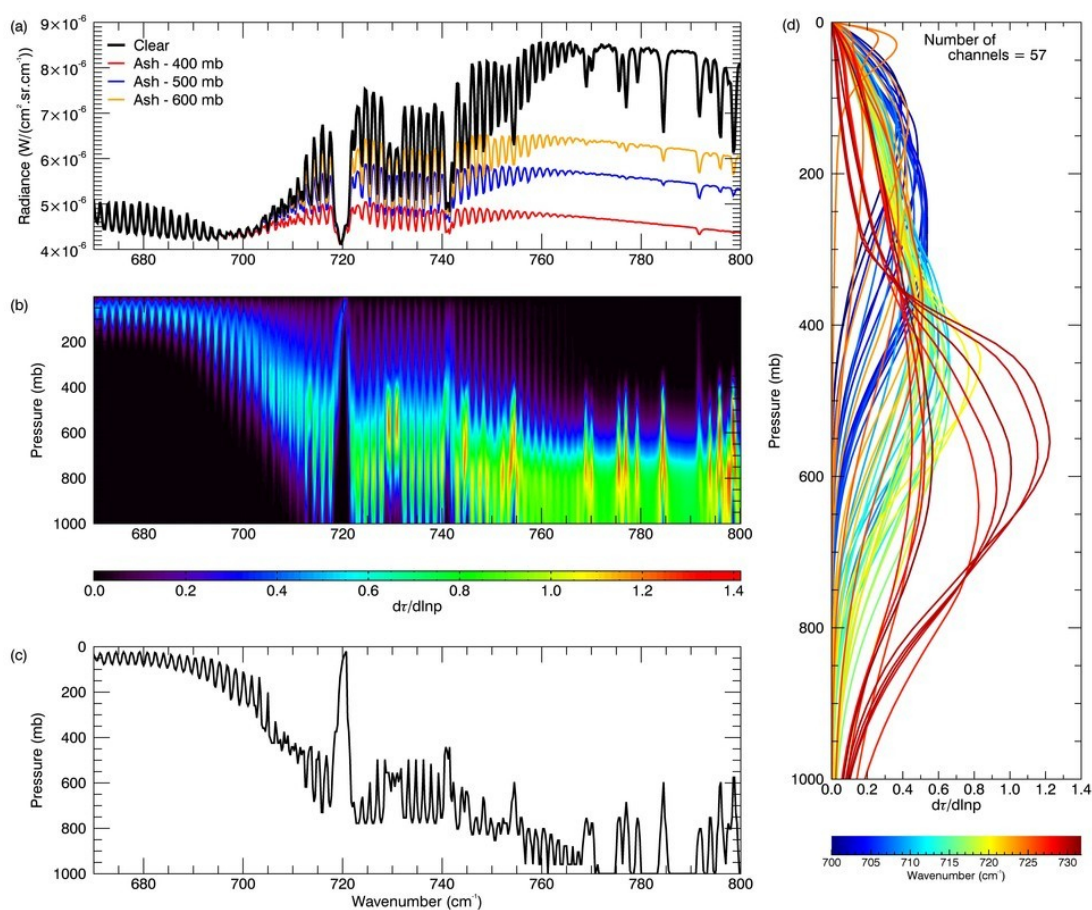 (a)
9×10⁻⁶
8×10⁻⁶
7×10⁻⁶
6×10⁻⁶
5×10⁻⁶
4×10⁻⁶
Radiance (W/(cm².sr.cm⁻¹))
Clear
Ash - 400 mb
Ash - 500 mb
Ash - 600 mb
680 700 720 740 760 780 800
(b)
200
400
600
800
1000
Pressure (mb)
680 700 720 740 760 780 800
0.0 0.2 0.4 0.6 0.8 1.0 1.2 1.4
dτ/dlnp
(c)
0
200
400
600
800
1000
Pressure (mb)
680 700 720 740 760 780 800
Wavenumber (cm⁻¹)
(d)
Number of
channels = 57
0
200
400
600
800
1000
Pressure (mb)
0.0 0.2 0.4 0.6 0.8 1.0 1.2 1.4
dτ/dlnp
700 705 710 715 720 725 730
Wavenumber (cm⁻¹)